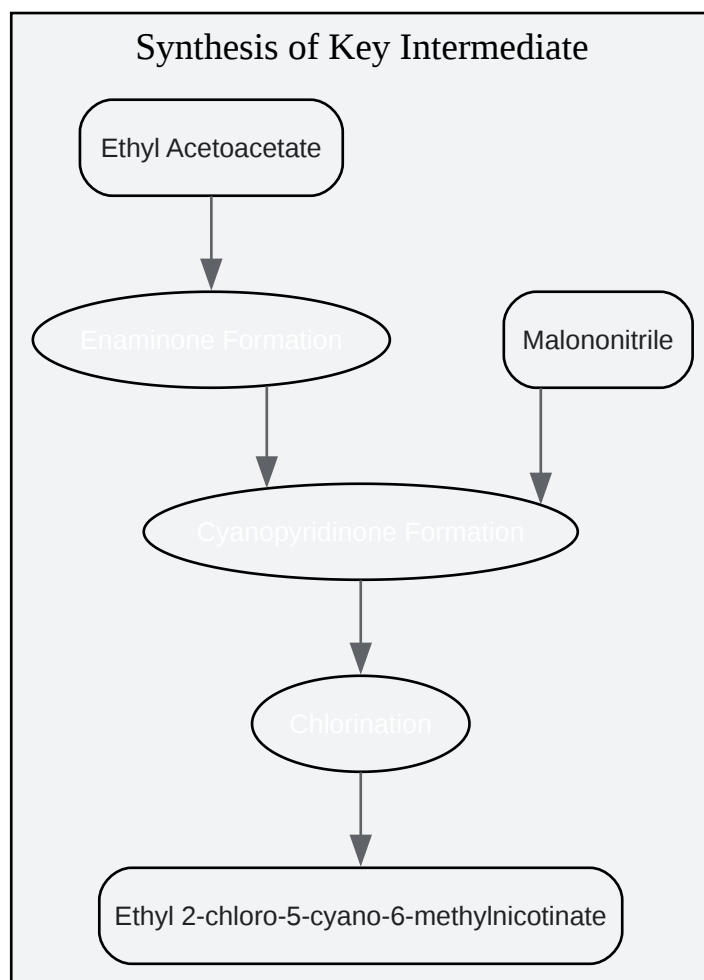 Synthesis of Key Intermediate
Ethyl Acetoacetate
Enaminone Formation
Malononitrile
Cyanopyridinone Formation
Chlorination
Ethyl 2-chloro-5-cyano-6-methylnicotinate